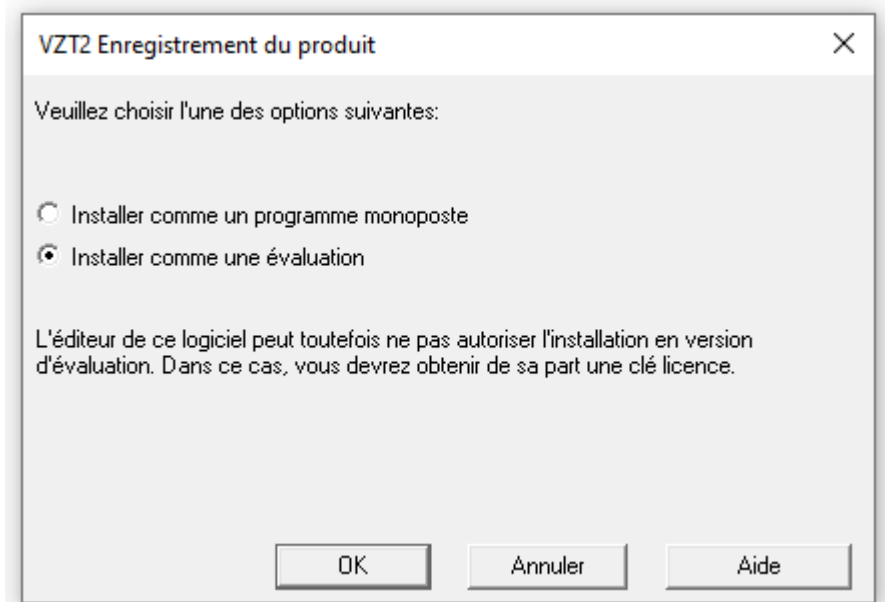 VZT2 Enregistrement du produit
Veuillez choisir l'une des options suivantes:
Installer comme un programme monoposte
Installer comme une évaluation
L'éditeur de ce logiciel peut toutefois ne pas autoriser l'installation en version
d'évaluation. Dans ce cas, vous devrez obtenir de sa part une clé licence.
OK Annuler Aide